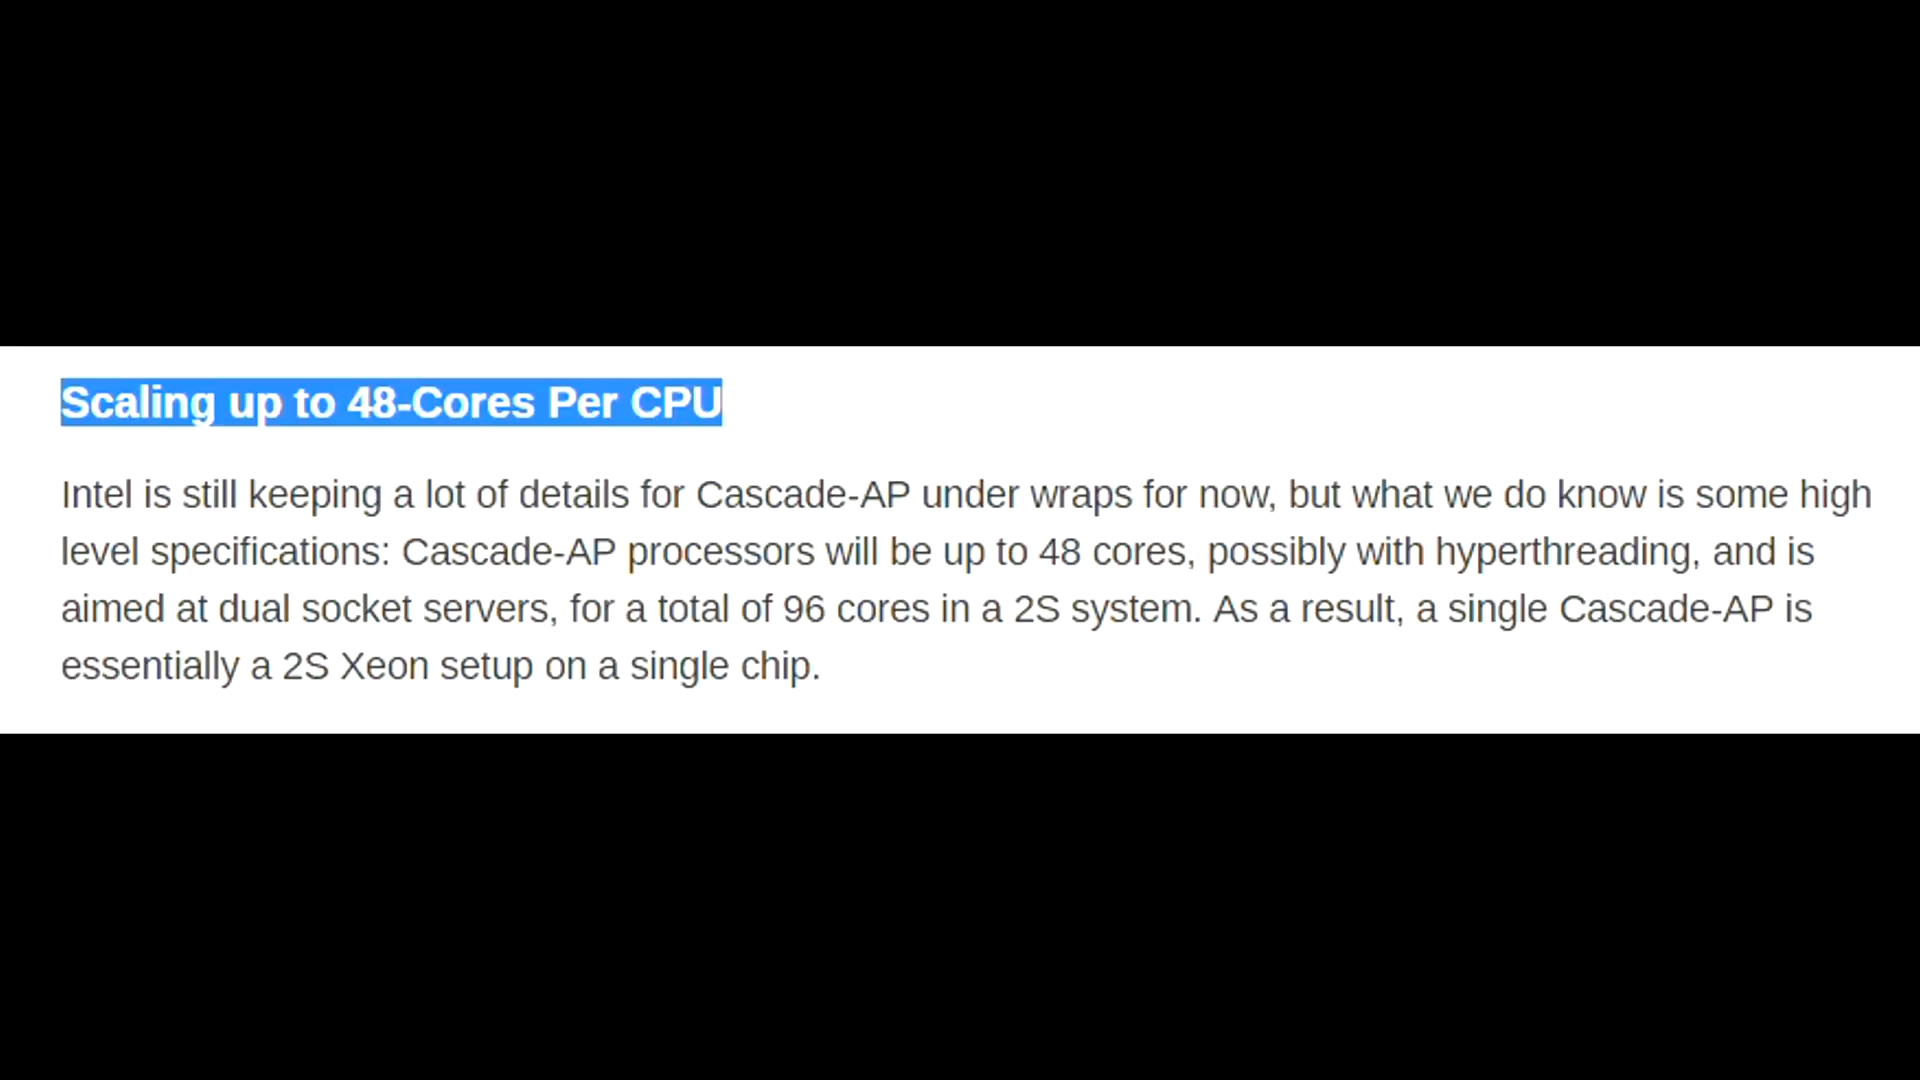 Scaling up to 48-Cores Per CPU
Intel is still keeping a lot of details for Cascade-AP under wraps for now, but what we do know is some high
level specifications: Cascade-AP processors will be up to 48 cores, possibly with hyperthreading, and is
aimed at dual socket servers, for a total of 96 cores in a 2S system. As a result, a single Cascade-AP is
essentially a 2S Xeon setup on a single chip.